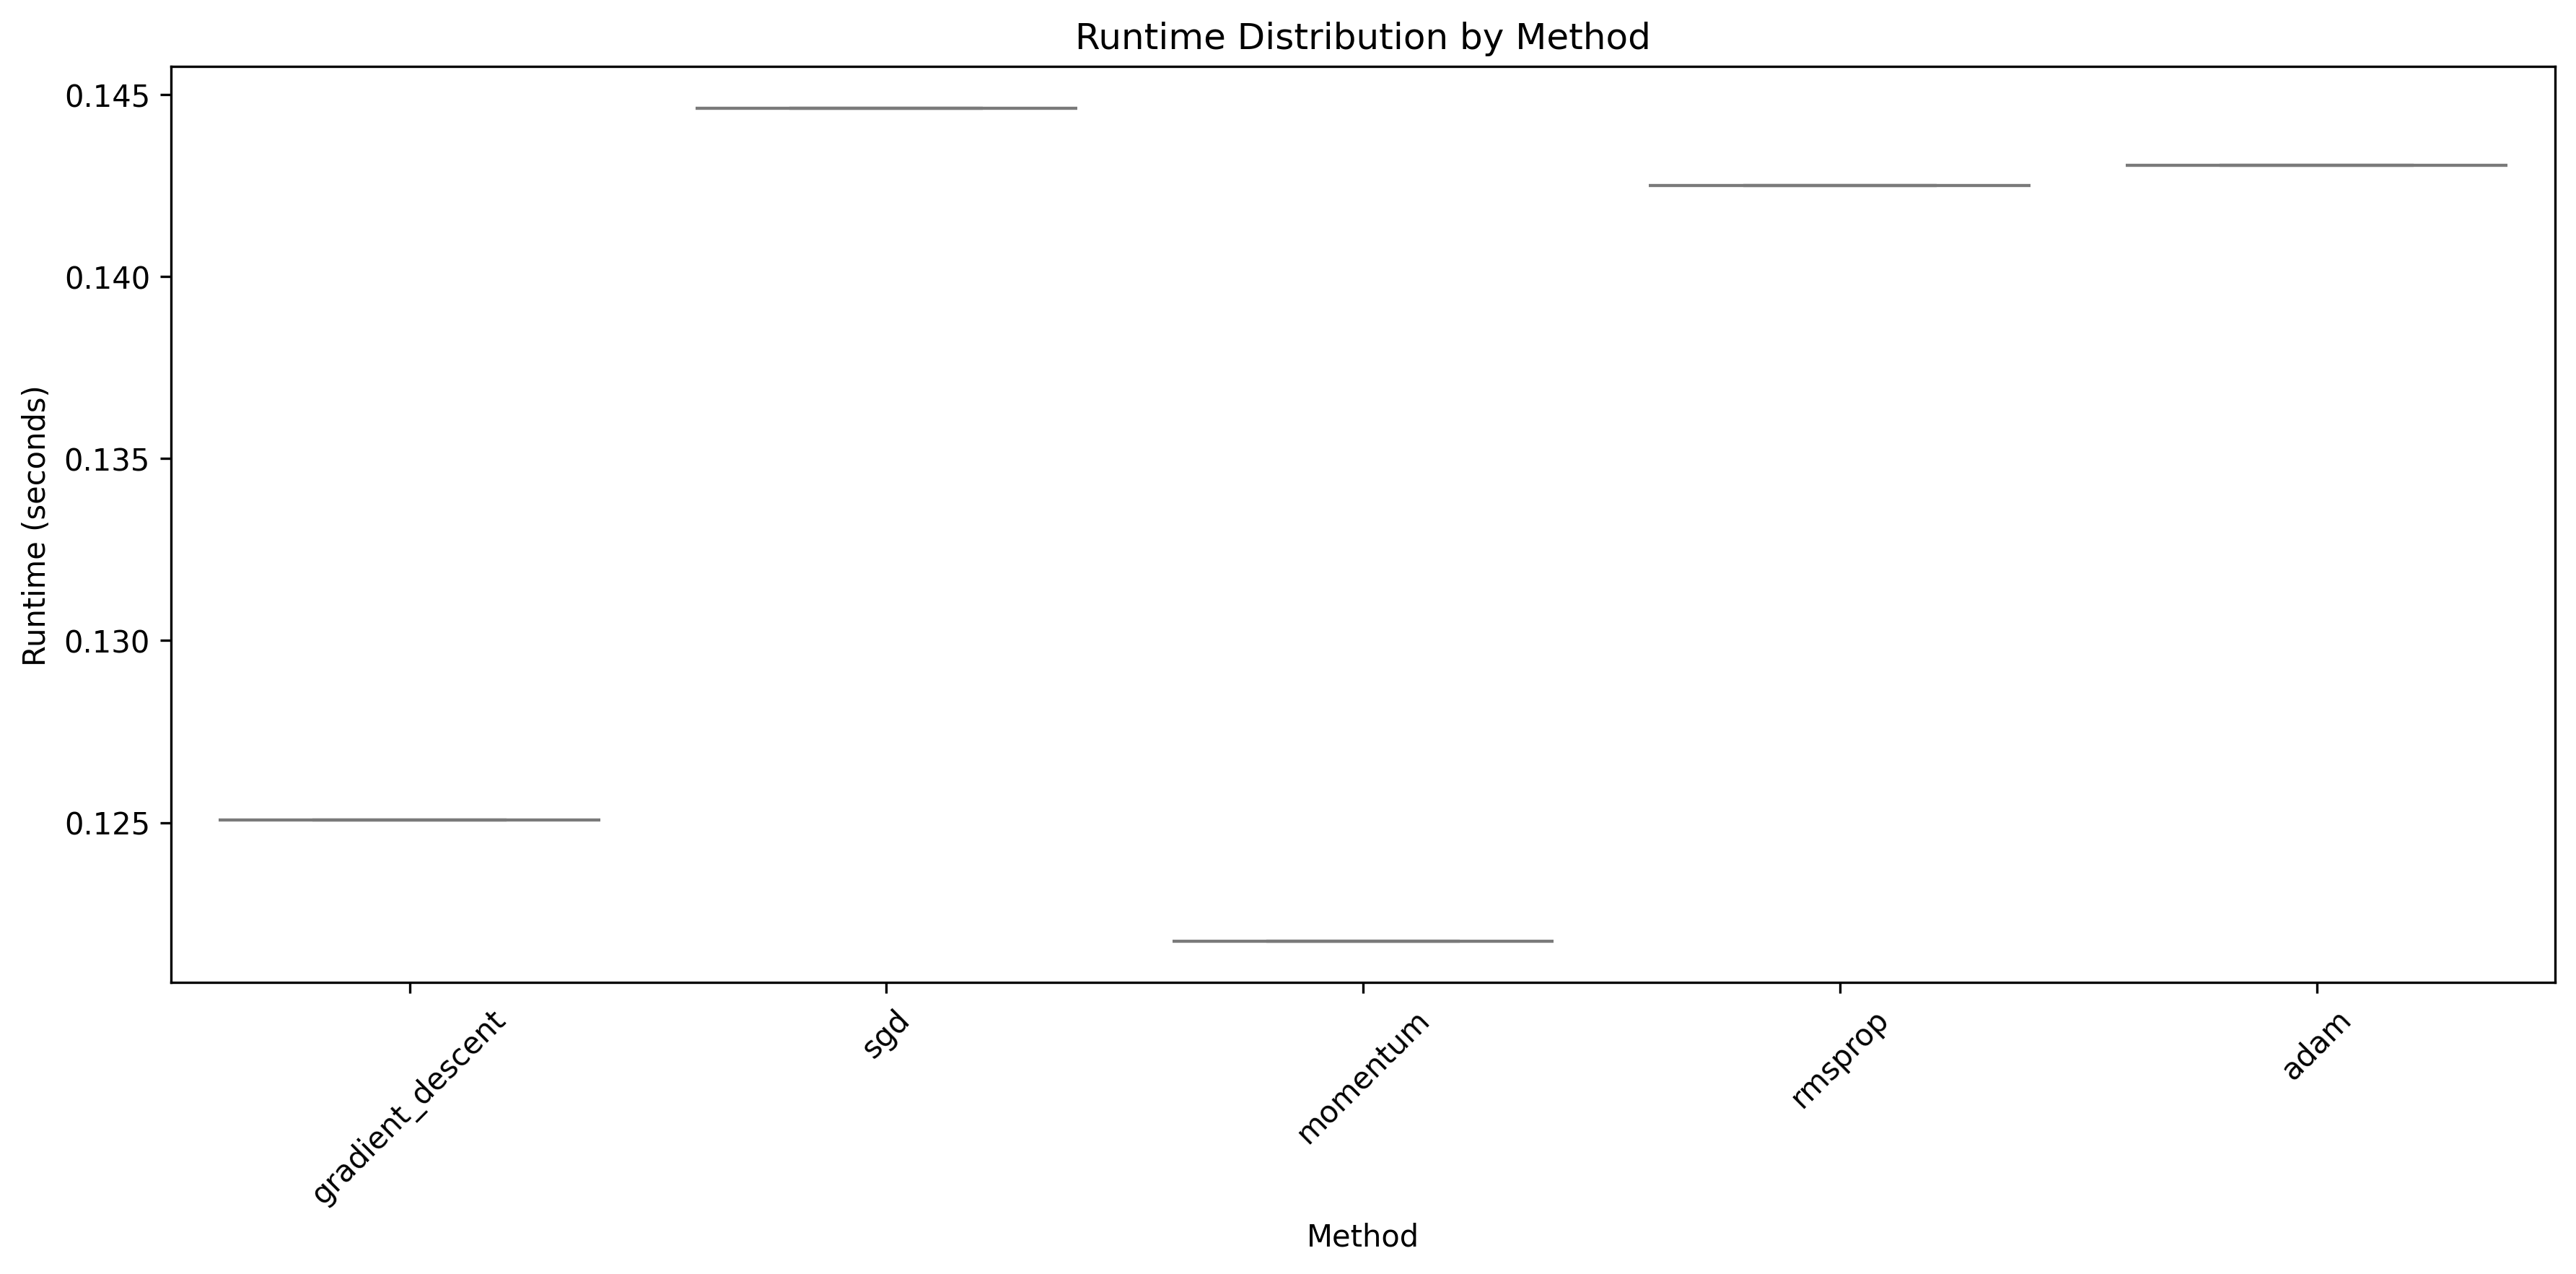 Runtime Distribution by Method
0.145
0.140
0.135
0.130
0.125
Runtime (seconds)
gradient_descent
sgd
momentum
rmsprop
adam
Method